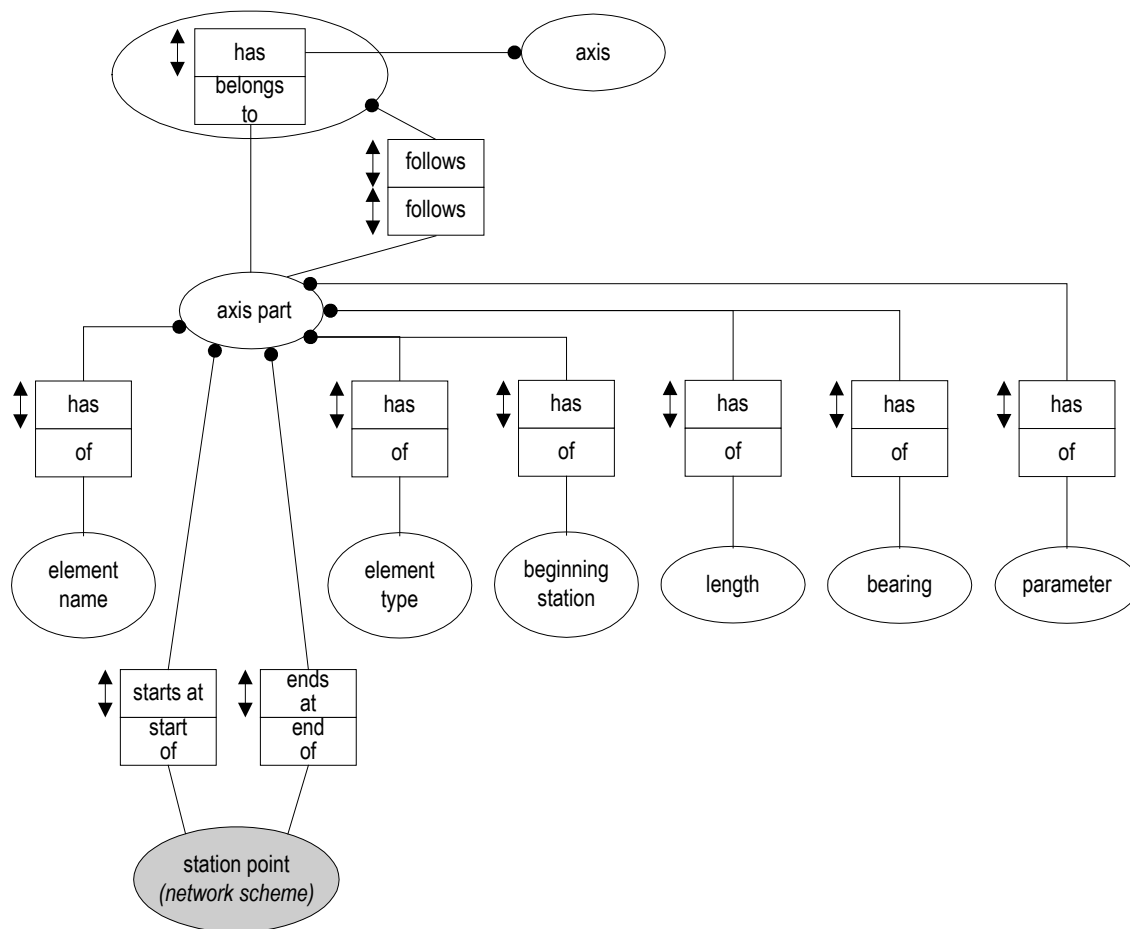 has
axis
belongs
to
follows
follows
axis part
has
has
has
has
has
has
of
of
of
of
of
of
element
name
element
type
beginning
station
length
bearing
parameter
starts at
ends
at
start
of
end
of
station point
(network scheme)